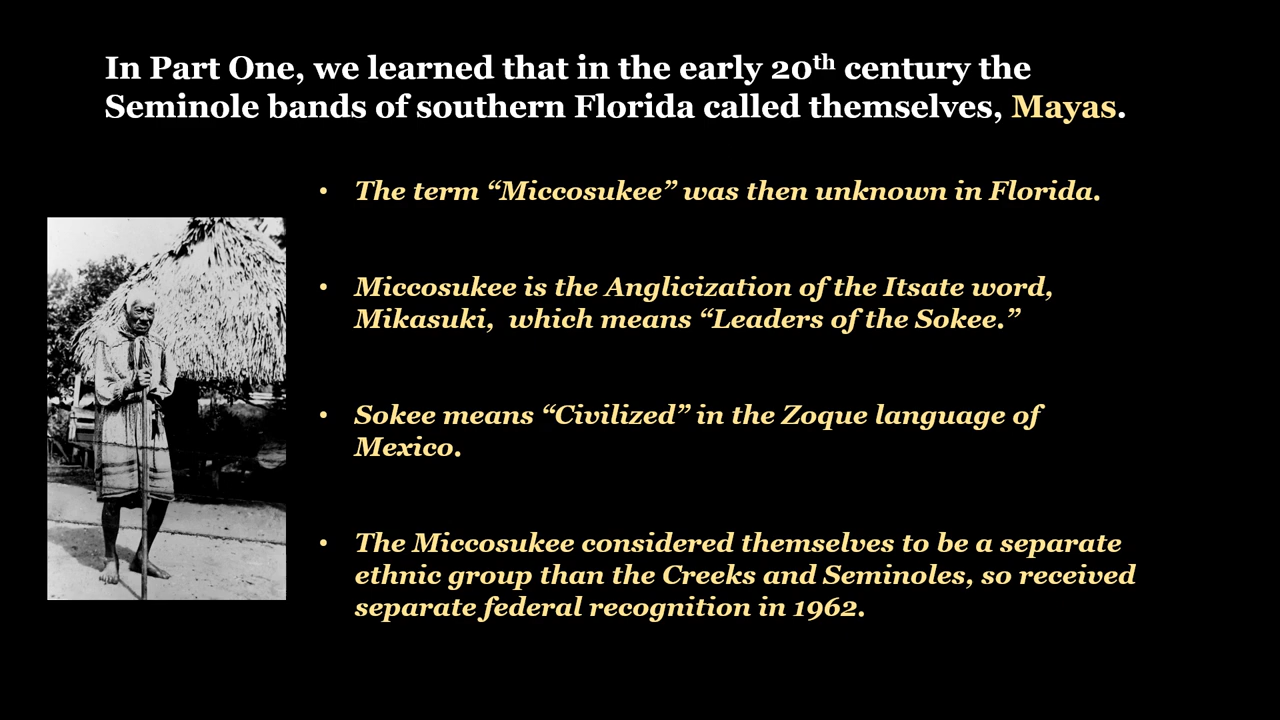 In Part One, we learned that in the early 20th century the
Seminole bands of southern Florida called themselves, Mayas.
• The term “Miccosukee” was then unknown in Florida.
• Miccosukee is the Anglicization of the Itsate word,
Mikasuki,  which means “Leaders of the Sokee.”
• Sokee means “Civilized” in the Zoque language of
Mexico.
• The Miccosukee considered themselves to be a separate
ethnic group than the Creeks and Seminoles, so received
separate federal recognition in 1962.